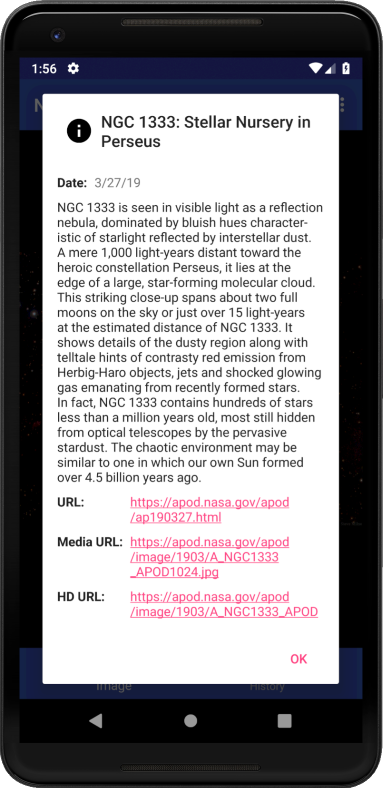 1:56
N
NGC 1333: Stellar Nursery in
Perseus
Date: 3/27/19
NGC 1333 is seen in visible light as a reflection
nebula, dominated by bluish hues character-
istic of starlight reflected by interstellar dust.
A mere 1,000 light-years distant toward the
heroic constellation Perseus, it lies at the
edge of a large, star-forming molecular cloud.
This striking close-up spans about two full
moons on the sky or just over 15 light-years
at the estimated distance of NGC 1333. It
shows details of the dusty region along with
telltale hints of contrasty red emission from
Herbig-Haro objects, jets and shocked glowing
gas emanating from recently formed stars.
In fact, NGC 1333 contains hundreds of stars
less than a million years old, most still hidden
from optical telescopes by the pervasive
stardust. The chaotic environment may be
similar to one in which our own Sun formed
over 4.5 billion years ago.
URL: https://apod.nasa.gov/apod
/ap190327.html
Media URL: https://apod.nasa.gov/apod
/image/1903/A_NGC1333
_APOD1024.jpg
HD URL: https://apod.nasa.gov/apod
/image/1903/A_NGC1333_APOD
OK
Image History